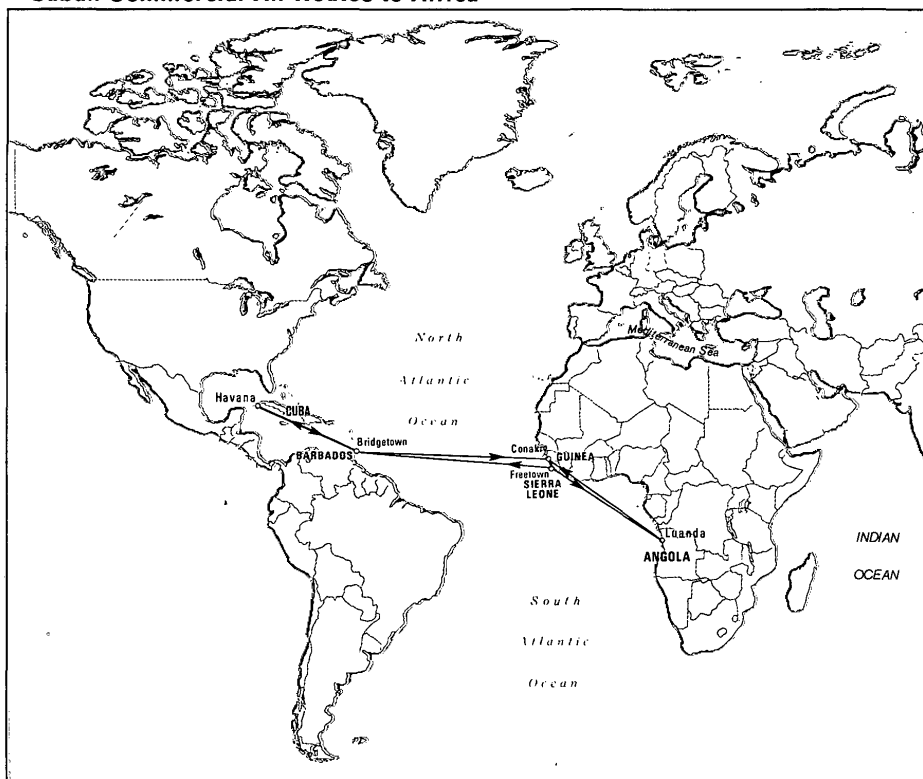 Cuban Commercial Air Routes to Africa
North
Atlantic
Ocean
Mediterranean Sea
Havana
CUBA
Bridgetown
BARBADOS
Conakry
GUINEA
Freetown
SIERRA
LEONE
Luanda
ANGOLA
INDIAN
OCEAN
South
Atlantic
Ocean